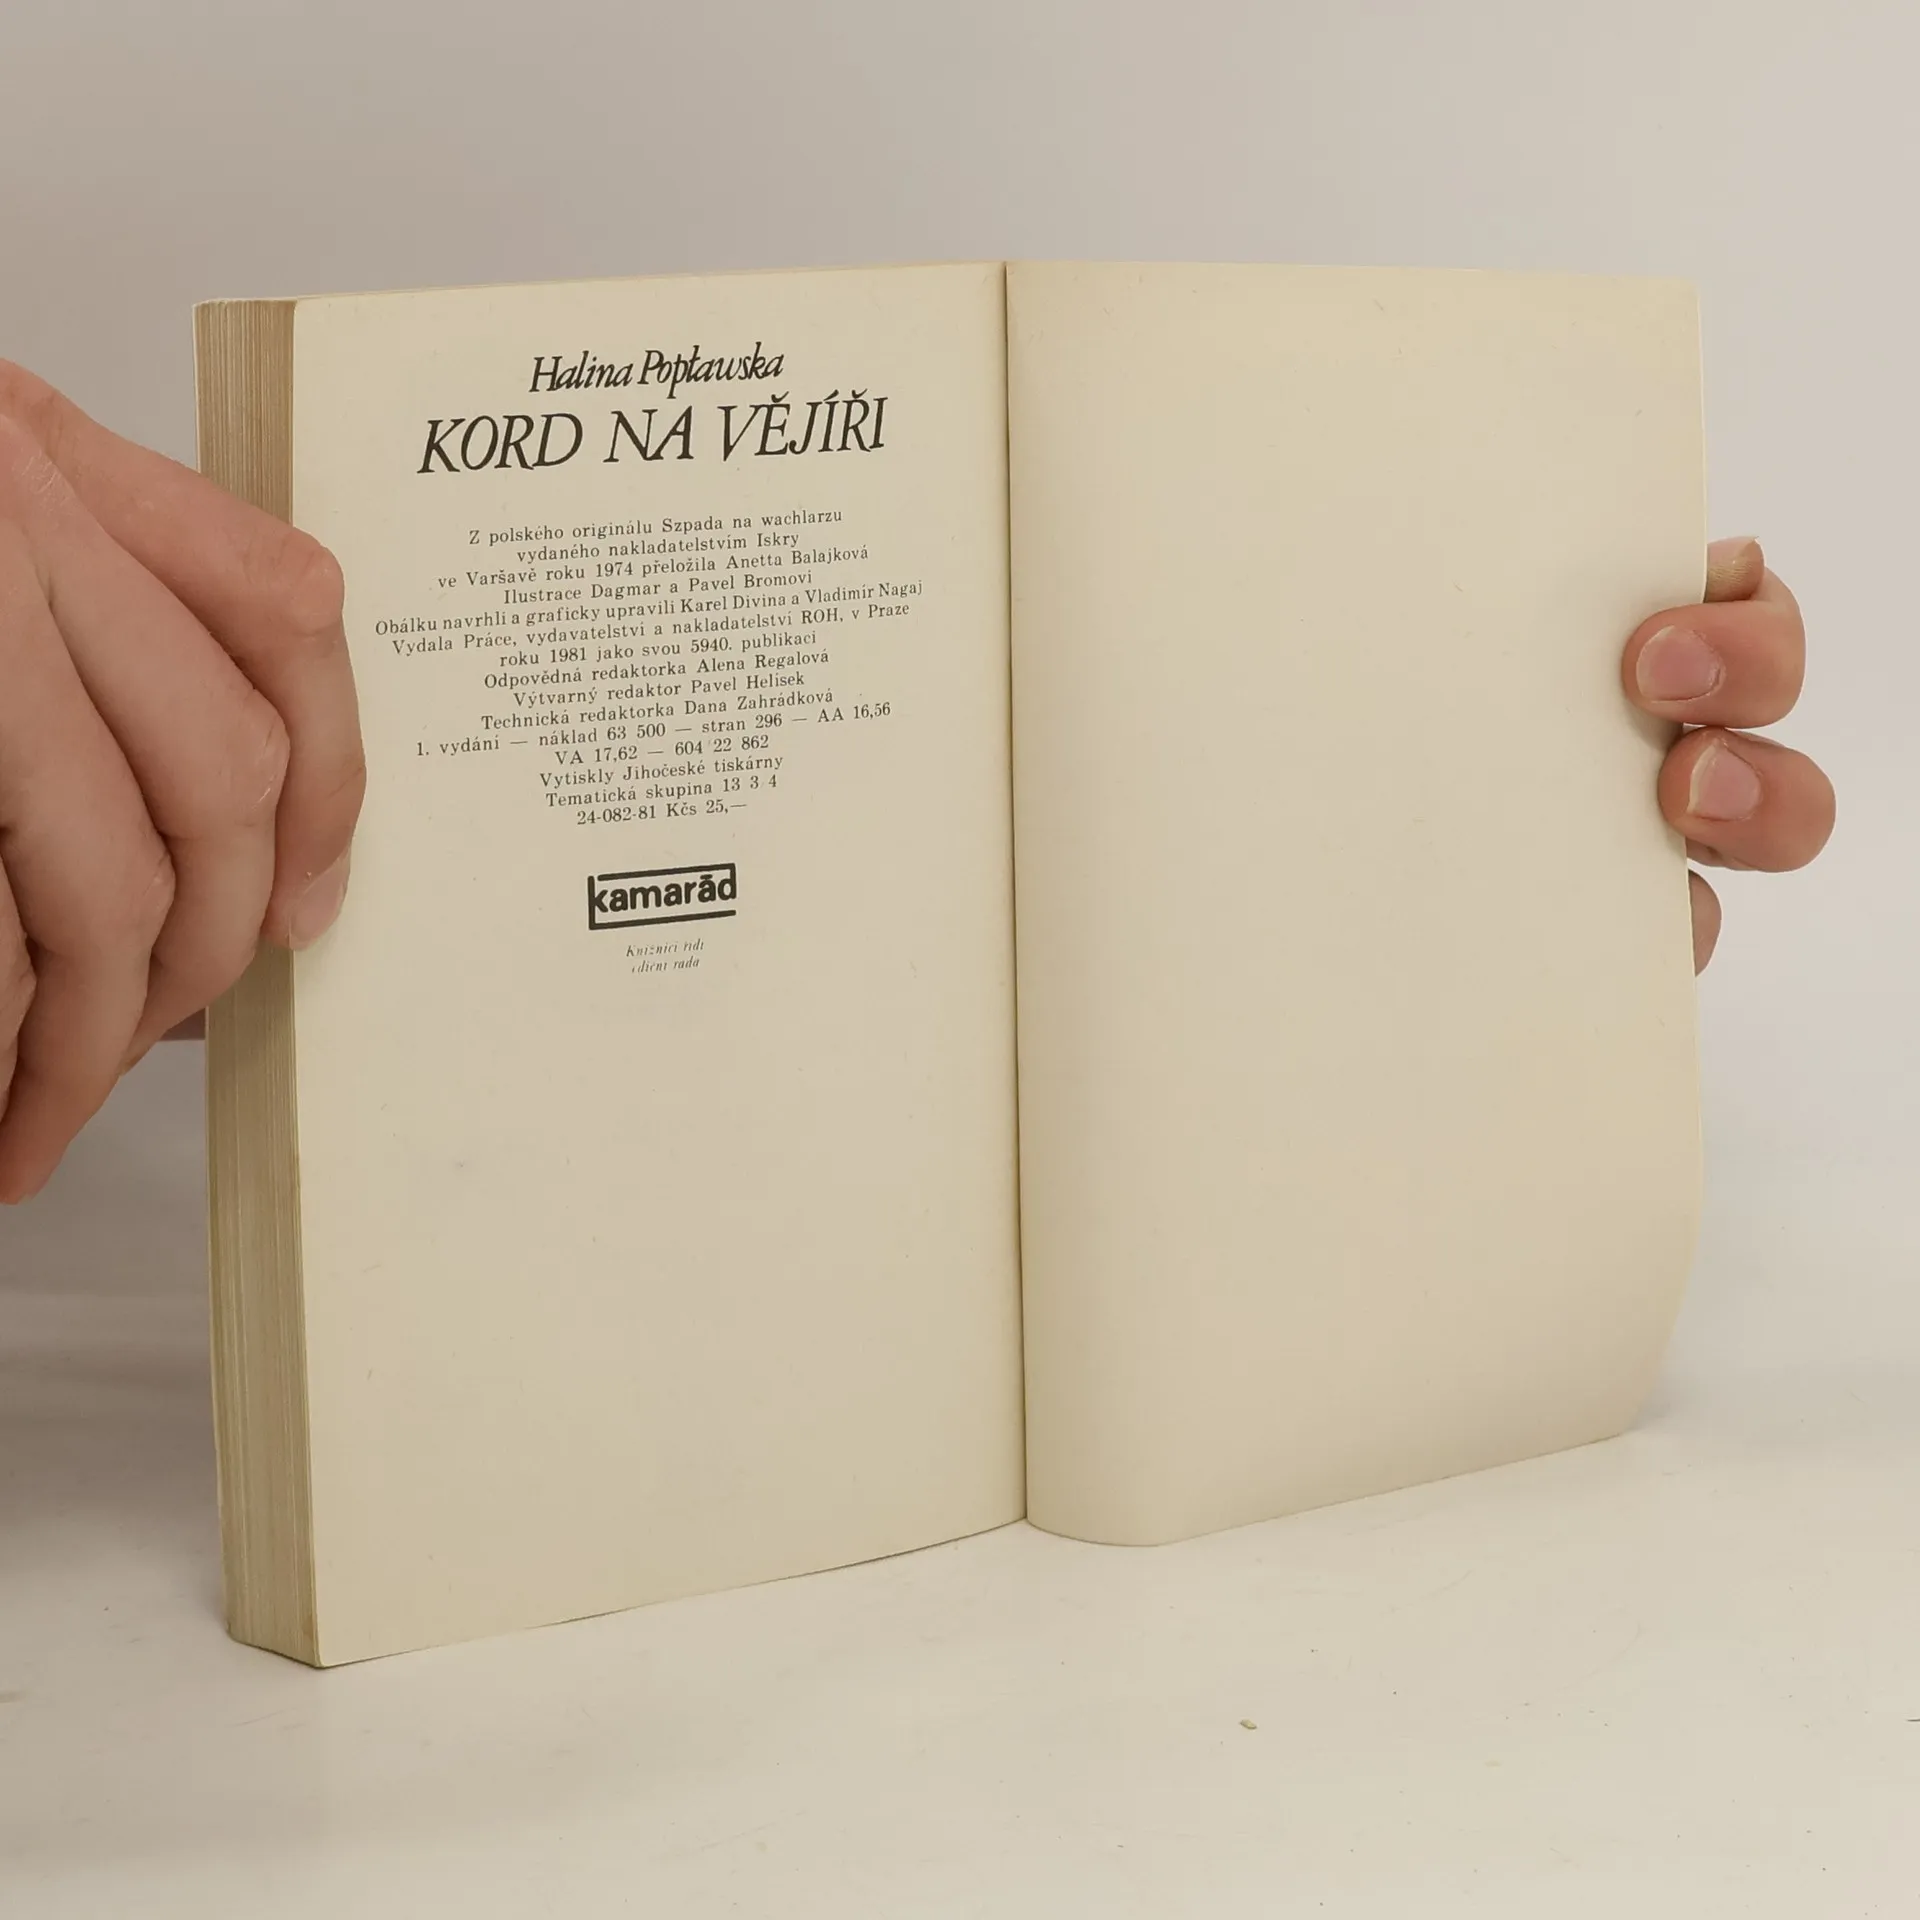 Halina Popławska
KORD NA VĚJÍŘI
Z polského originálu Szpada na wachlarzu
vydaného nakladatelstvím Iskry
ve Varšavě roku 1974 přeložila Anetta Balajková
Ilustrace Dagmar a Pavel Bromovi
Obálku navrhli a graficky upravili Karel Divina a Vladimír Nagaj
Vydala Práce, vydavatelství a nakladatelství ROH, v Praze
roku 1981 jako svou 5940. publikaci
Odpovědná redaktorka Alena Regalová
Výtvarný redaktor Pavel Helísek
Technická redaktorka Dana Zahrádková
1. vydání — náklad 63 500 — stran 296 — AA 16,56
VA 17,62 — 604 22 862
Vytiskly Jihočeské tiskárny
Tematická skupina 13 3 4
24-082-81 Kčs 25,—
kamarád
Knižnici řídí
ediční rada